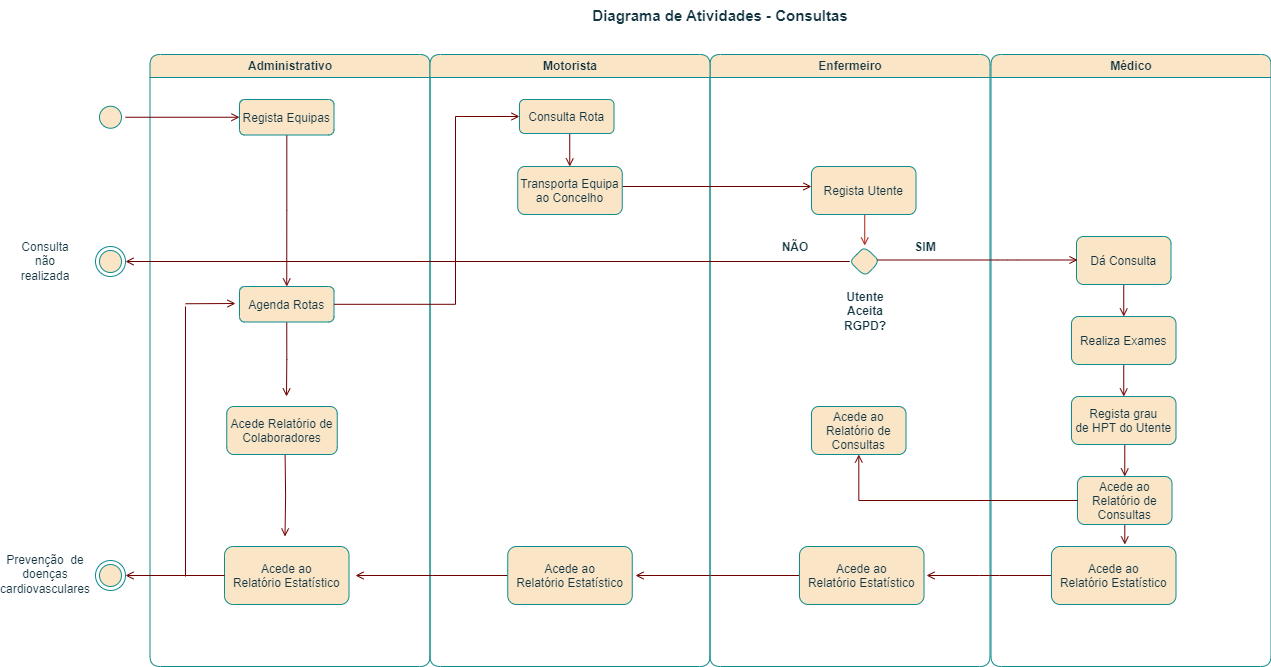 Diagrama de Atividades - Consultas
Administrativo
Motorista
Enfermeiro
Médico
Regista Equipas
Consulta Rota
Transporta Equipa
ao Concelho
Regista Utente
Consulta
não
realizada
NÃO
SIM
Dá Consulta
Agenda Rotas
Utente
Aceita
RGPD?
Realiza Exames
Acede Relatório de
Colaboradores
Acede ao
Relatório de
Consultas
Regista grau
de HPT do Utente
Acede ao
Relatório de
Consultas
Prevenção de
doenças
cardiovasculares
Acede ao
Relatório Estatístico
Acede ao
Relatório Estatístico
Acede ao
Relatório Estatístico
Acede ao
Relatório Estatístico